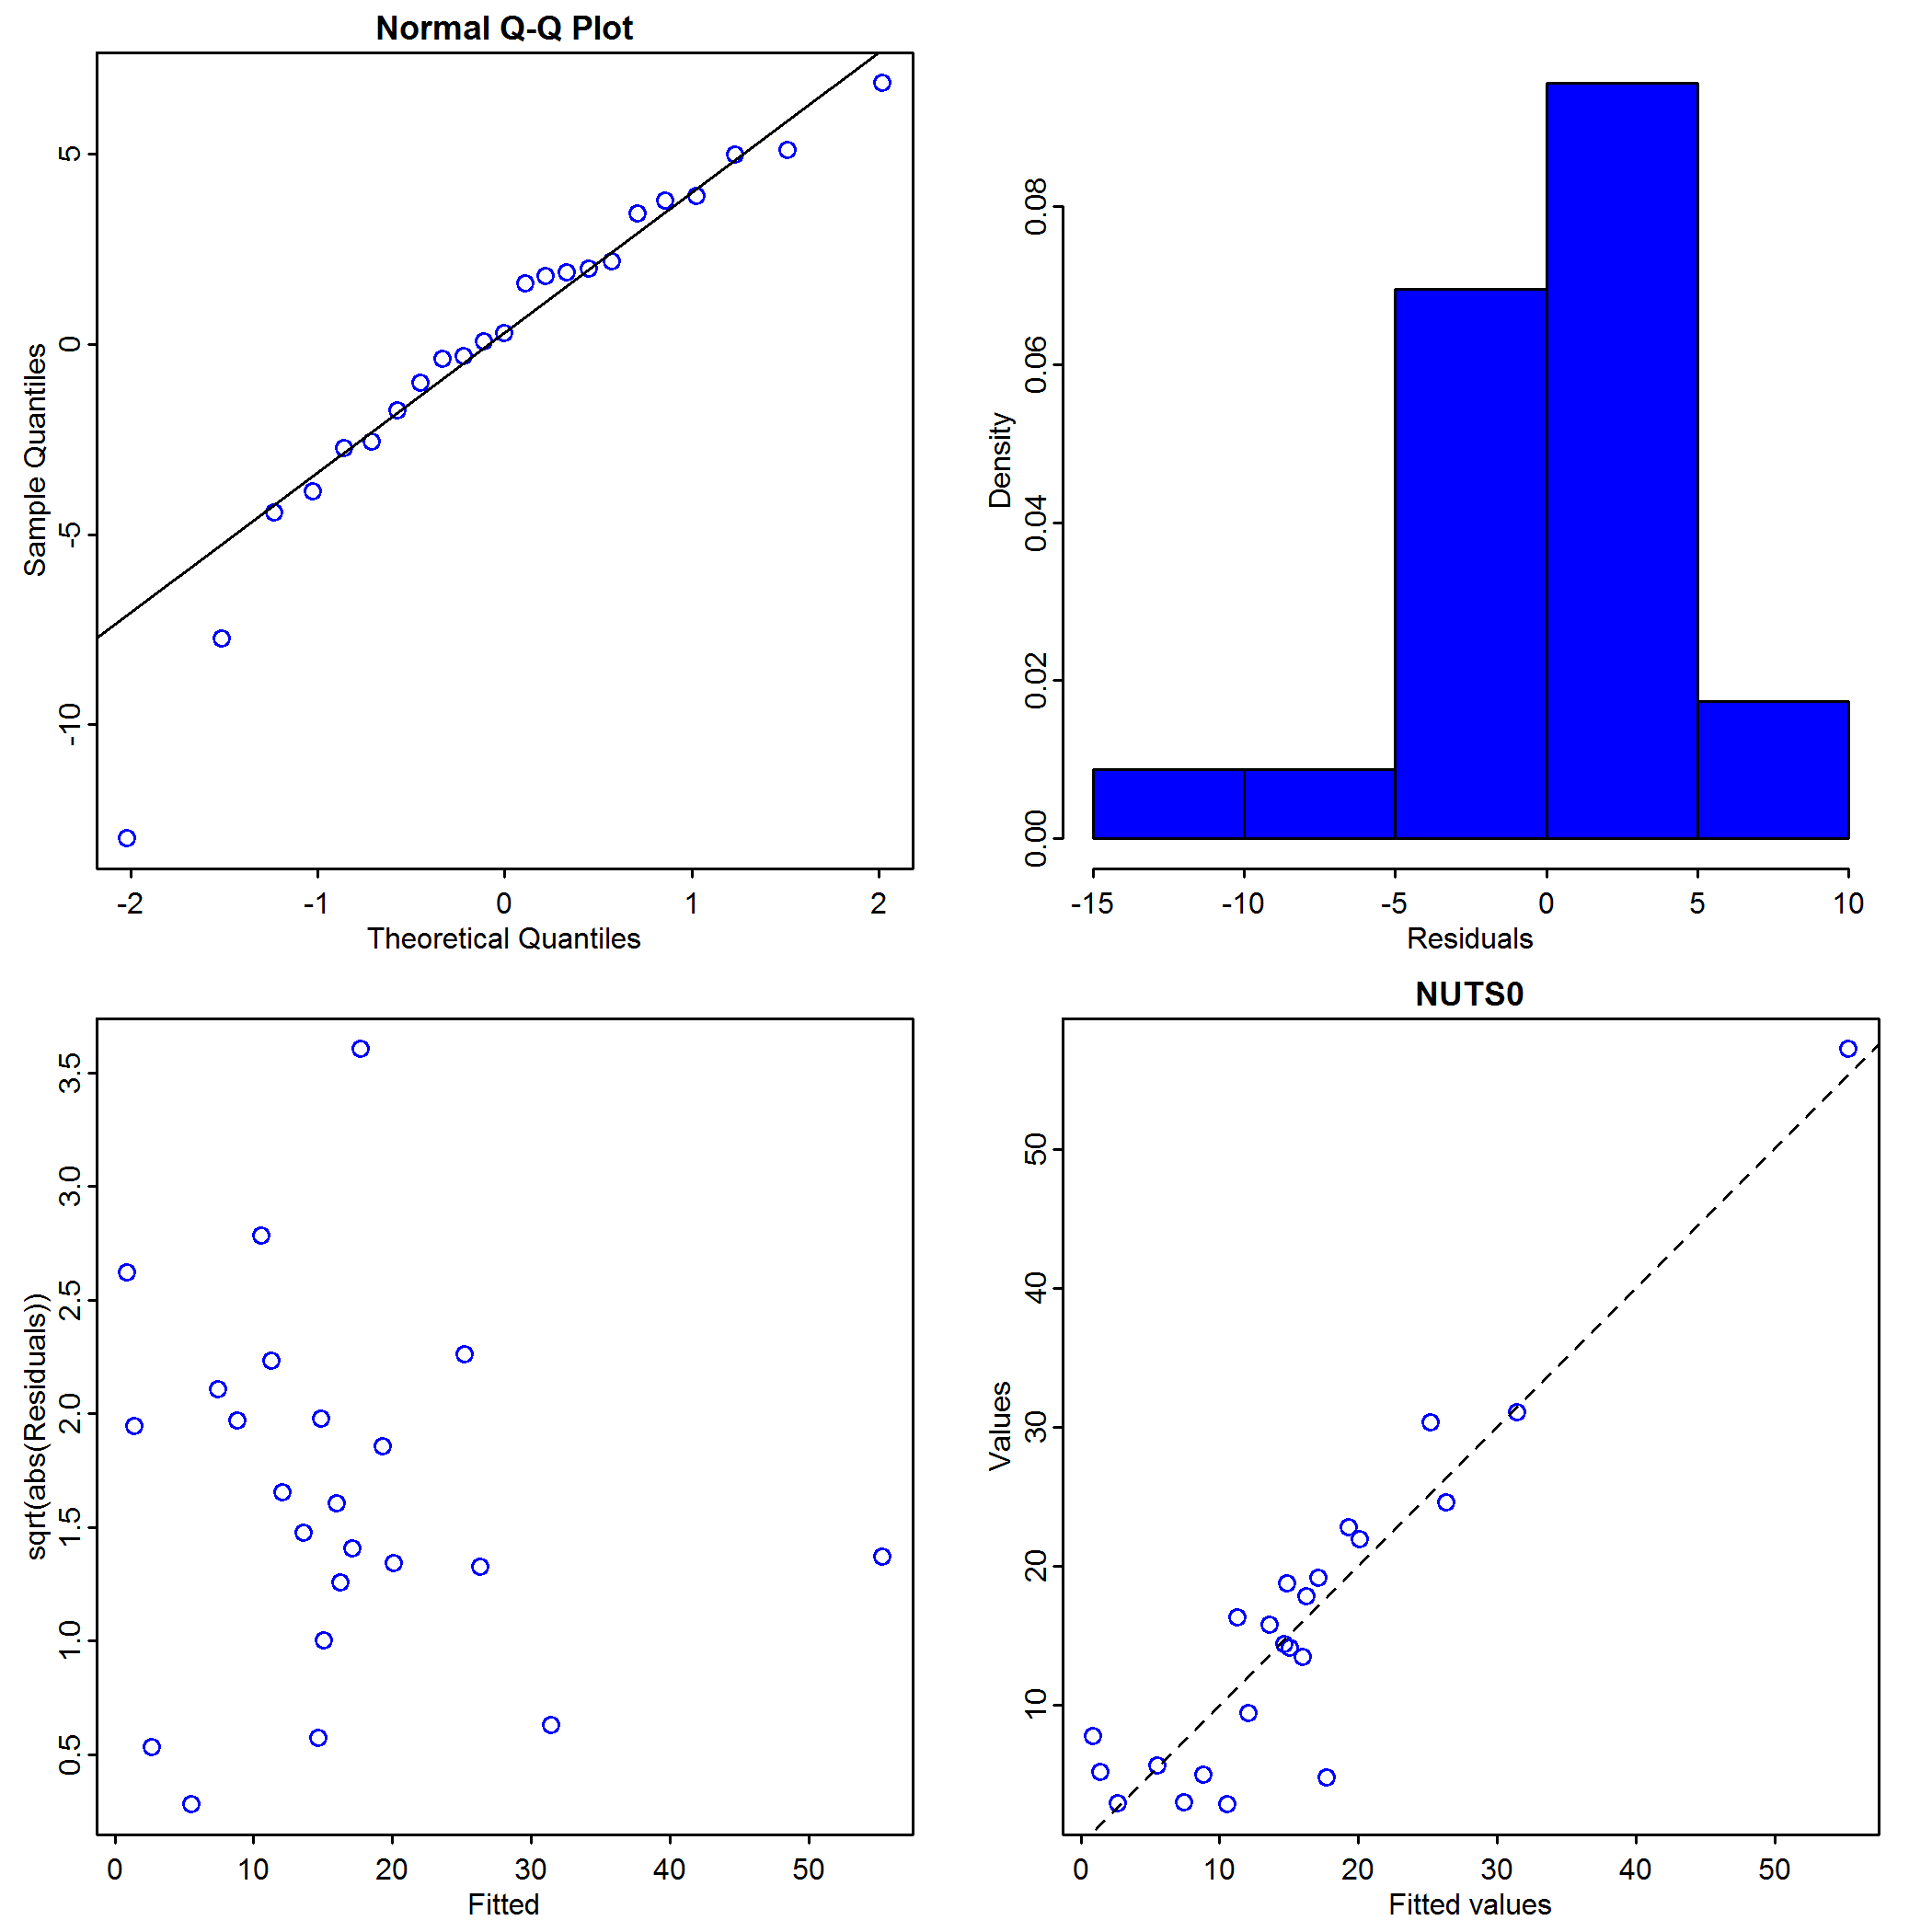 Normal Q-Q Plot
Sample Quantiles
5
0
-5
-10
-2 -1 0 1 2
Theoretical Quantiles
Density
0.08
0.06
0.04
0.02
0.00
-15 -10 -5 0 5 10
Residuals
sqrt(abs(Residuals))
3.5
3.0
2.5
2.0
1.5
1.0
0.5
0 10 20 30 40 50
Fitted
NUTS0
Values
50
40
30
20
10
0 10 20 30 40 50
Fitted values